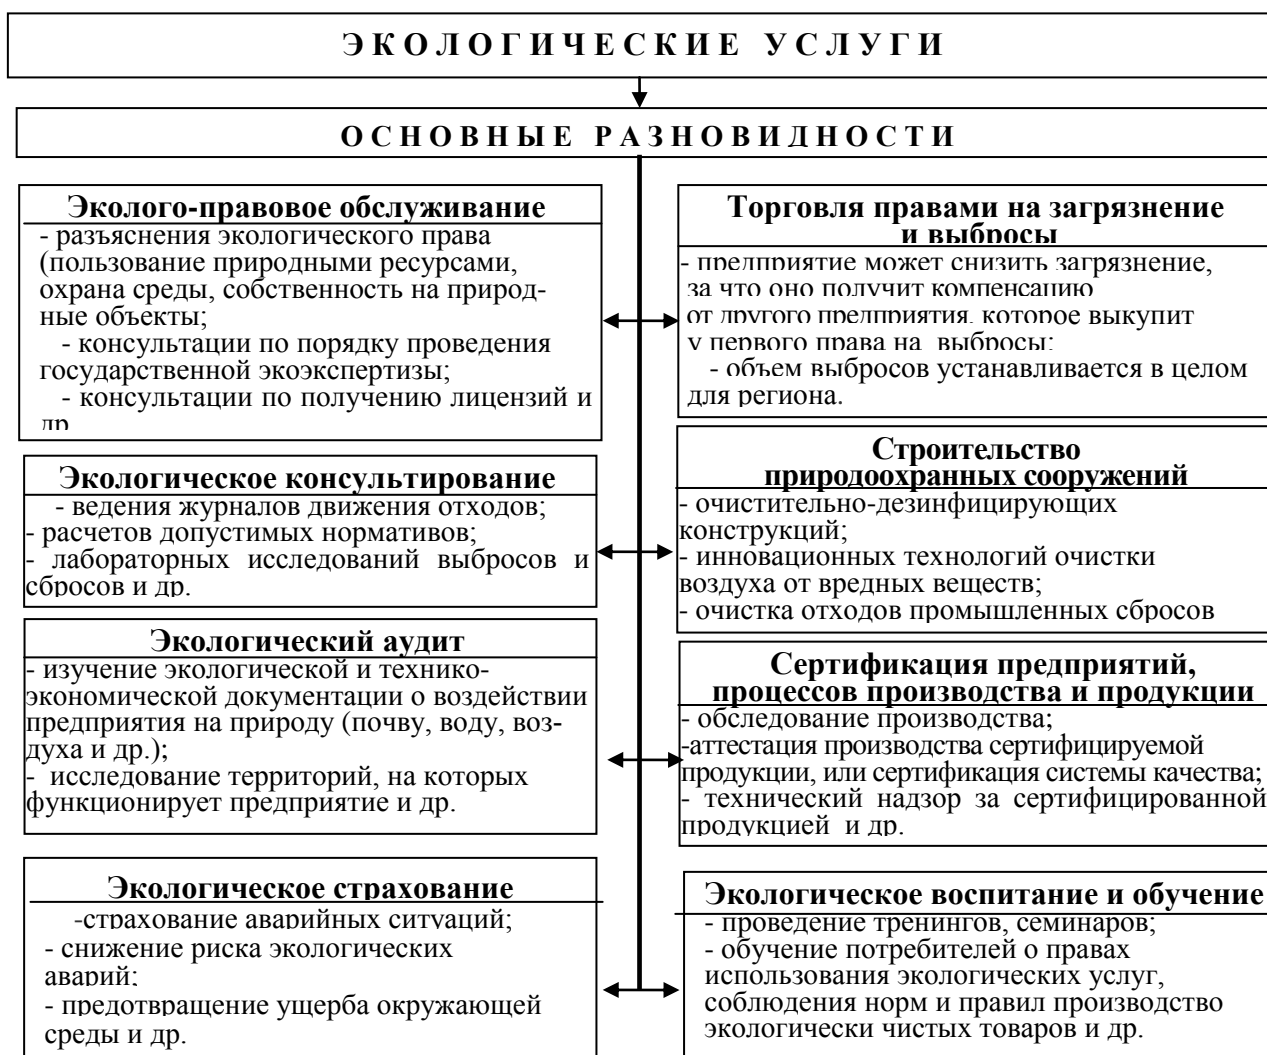 ЭКОЛОГИЧЕСКИЕ УСЛУГИ
ОСНОВНЫЕ РАЗНОВИДНОСТИ
Эколого-правовое обслуживание
- разъяснения экологического права
(пользование природными ресурсами,
охрана среды, собственность на природ-
ные объекты;
- консультации по порядку проведения
государственной экоэкспертизы;
- консультации по получению лицензий и
др
Торговля правами на загрязнение
и выбросы
- предприятие может снизить загрязнение,
за что оно получит компенсацию
от другого предприятия, которое выкупит
у первого права на выбросы;
- объем выбросов устанавливается в целом
для региона.
Экологическое консультирование
- ведения журналов движения отходов;
- расчетов допустимых нормативов;
- лабораторных исследований выбросов и
сбросов и др.
Строительство
природоохранных сооружений
- очистительно-дезинфицирующих
конструкций;
- инновационных технологий очистки
воздуха от вредных веществ;
- очистка отходов промышленных сбросов
Экологический аудит
- изучение экологической и технико-
экономической документации о воздействии
предприятия на природу (почву, воду, воз-
духа и др.);
- исследование территорий, на которых
функционирует предприятие и др.
Сертификация предприятий,
процессов производства и продукции
- обследование производства;
-аттестация производства сертифицируемой
продукции, или сертификация системы качества;
- технический надзор за сертифицированной
продукцией и др.
Экологическое страхование
-страхование аварийных ситуаций;
- снижение риска экологических
аварий;
- предотвращение ущерба окружающей
среды и др.
Экологическое воспитание и обучение
- проведение тренингов, семинаров;
- обучение потребителей о правах
использования экологических услуг,
соблюдения норм и правил производство
экологически чистых товаров и др.